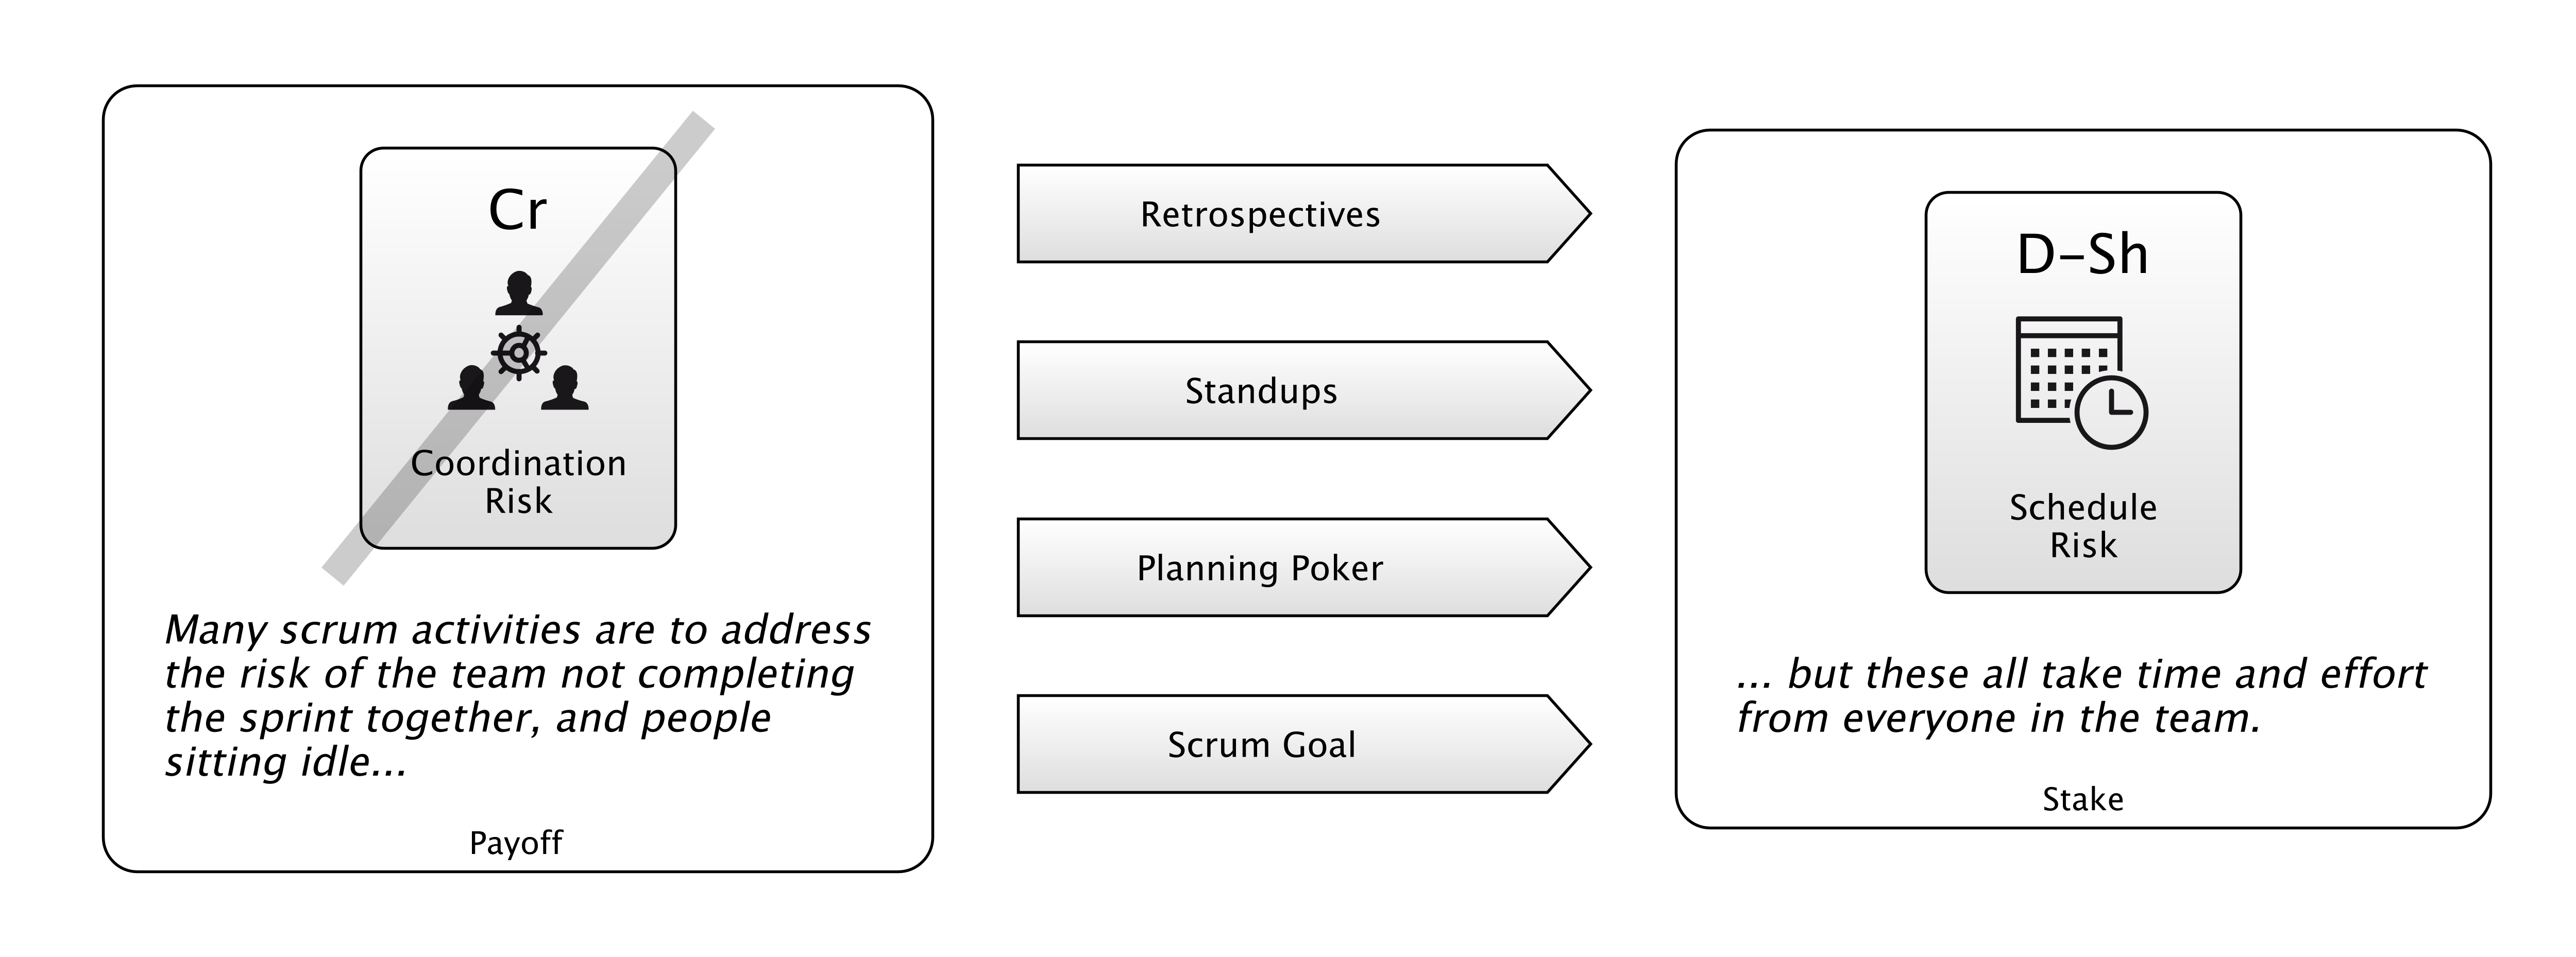 Cr
Coordination
Risk
Many scrum activities are to address
the risk of the team not completing
the sprint together, and people
sitting idle...
Payoff
Retrospectives
Standups
Planning Poker
Scrum Goal
D-Sh
Schedule
Risk
... but these all take time and effort
from everyone in the team.
Stake